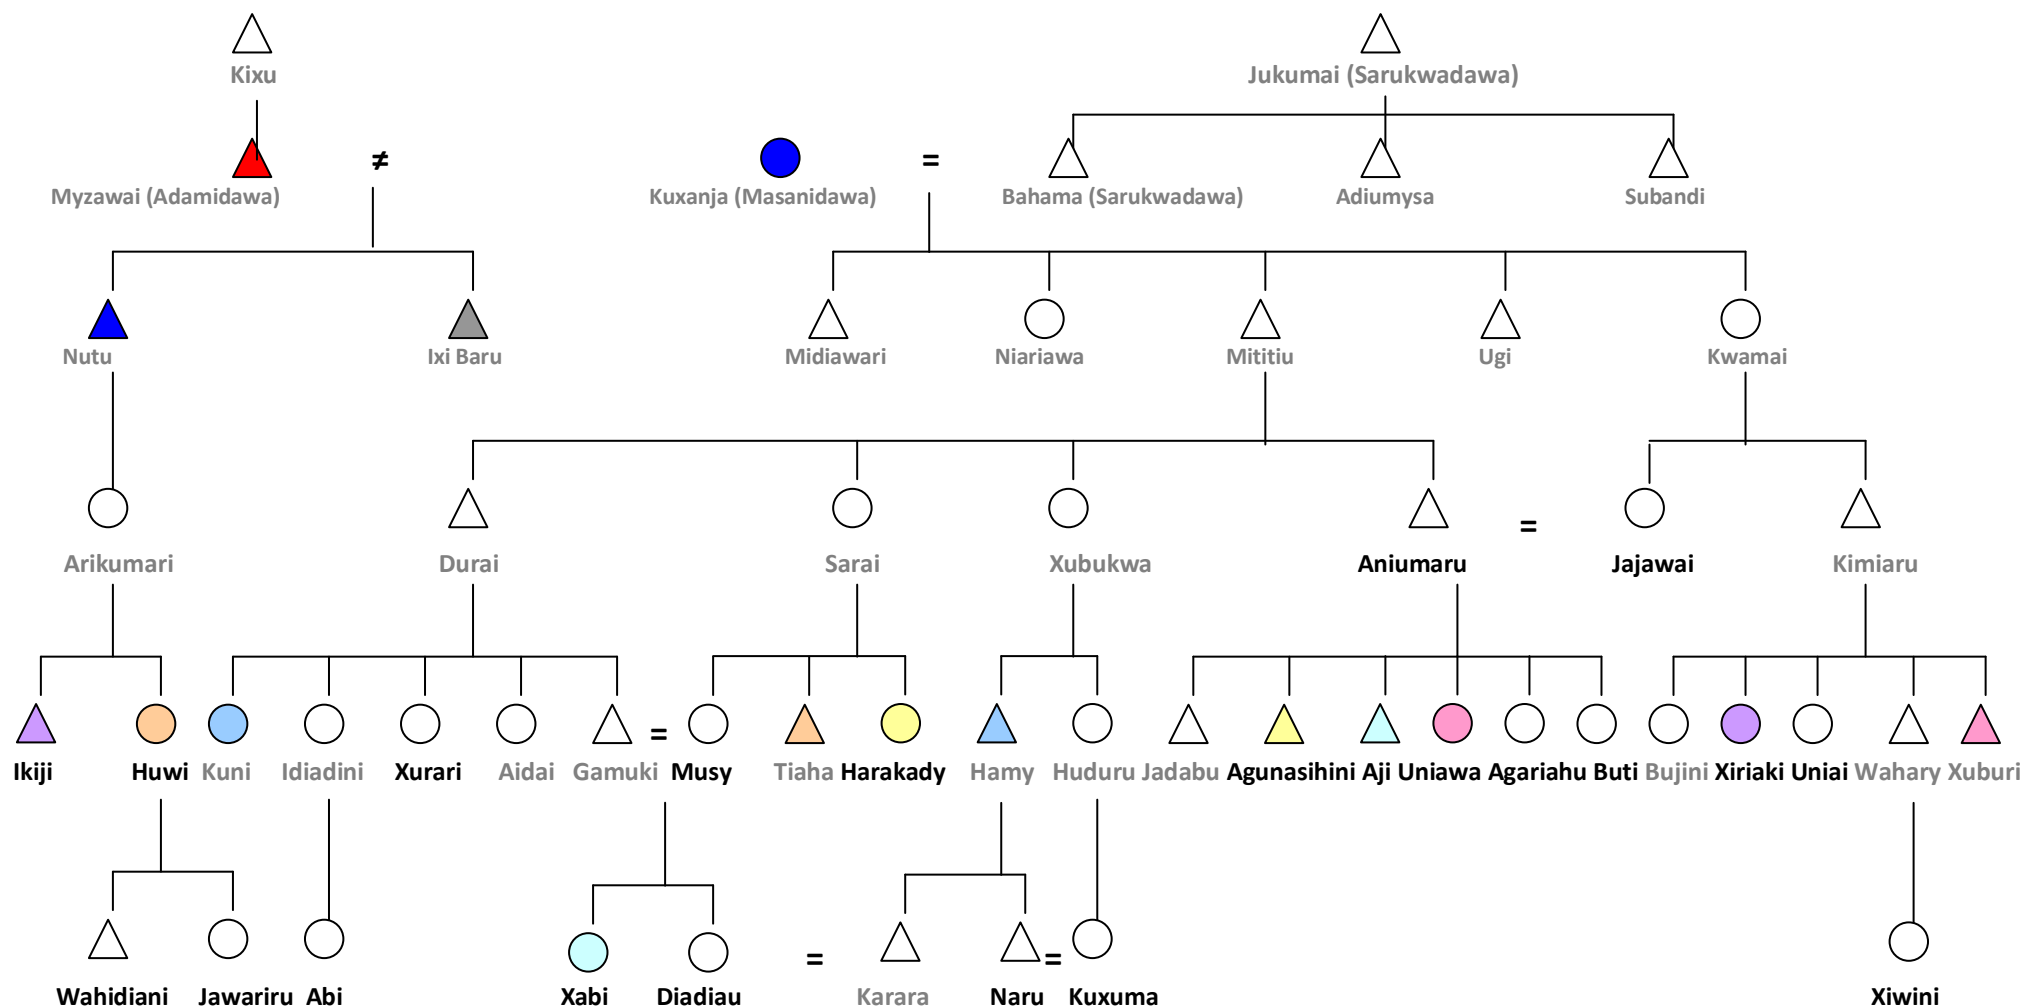 Kixu
Jukumai (Sarukwadawa)
≠
=
Myzawai (Adamidawa) Kuxanja (Masanidawa) Bahama (Sarukwadawa) Adiumysa Subandi
Nutu Ixi Baru Midiawari Niariawa Mititiu Ugi Kwamai
=
Arikumari Durai Sarai Xubukwa Aniumaru Jajawai Kimiaru
=
Ikiji Huwi Kuni Idiadini Xurari Aidai Gamuki Musy Tiaha Harakady Hamy Huduru Jadabu Agunasihini Aji Uniawa Agariahu Buti Bujini Xiriaki Uniai Wahary Xuburi
= =
Wahidiani Jawariru Abi Xabi Diadiau Karara Naru Kuxuma Xiwini